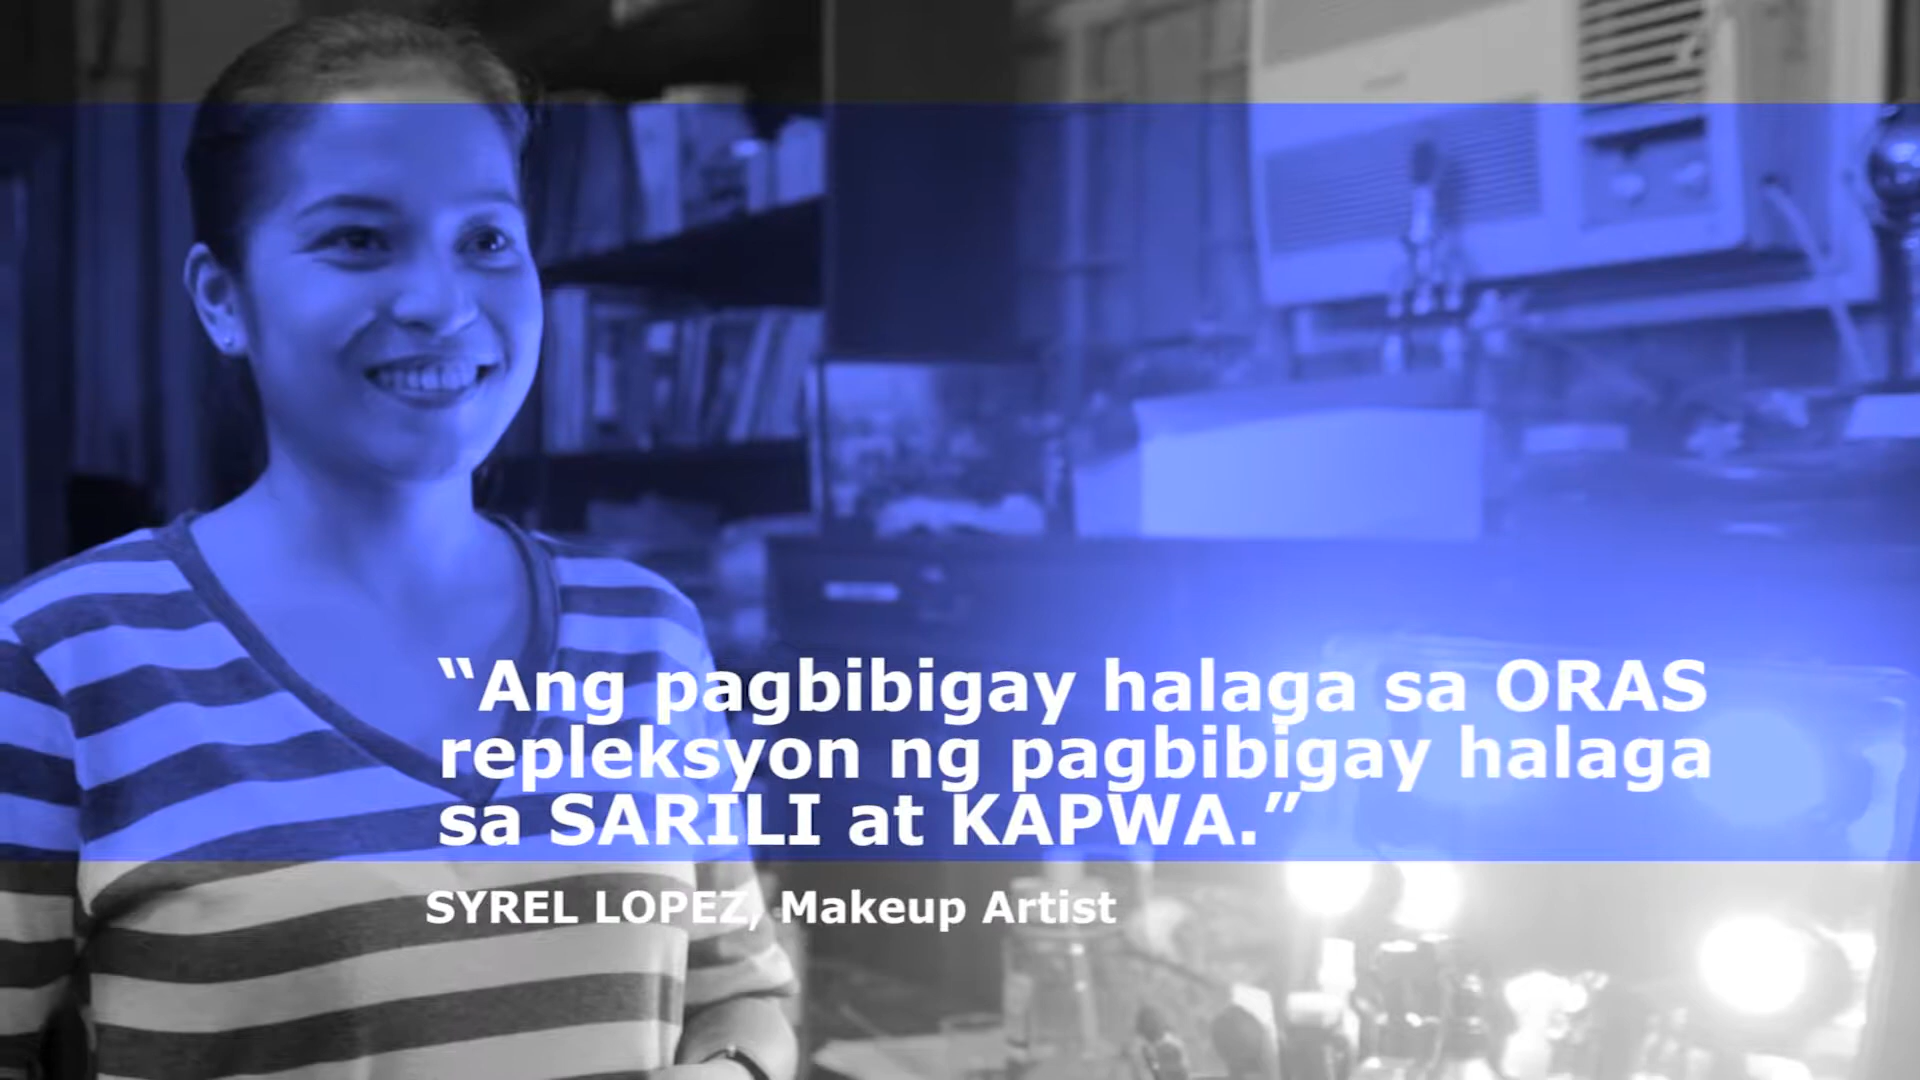 “Ang pagbibigay halaga sa ORAS
repleksyon ng pagbibigay halaga
sa SARILI at KAPWA.”
SYREL LOPEZ, Makeup Artist